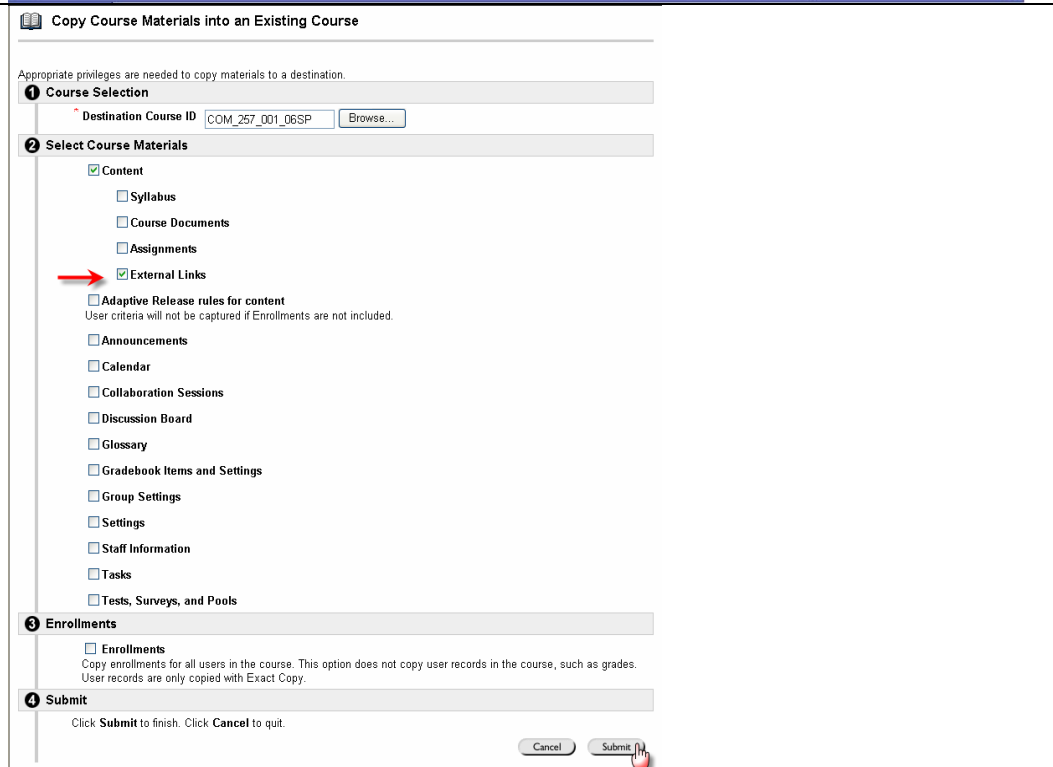 Copy Course Materials into an Existing Course
Appropriate privileges are needed to copy materials to a destination.
1 Course Selection
* Destination Course ID COM_257_001_06SP Browse...
2 Select Course Materials
Content
Syllabus
Course Documents
Assignments
External Links
Adaptive Release rules for content
User criteria will not be captured if Enrollments are not included.
Announcements
Calendar
Collaboration Sessions
Discussion Board
Glossary
Gradebook Items and Settings
Group Settings
Settings
Staff Information
Tasks
Tests, Surveys, and Pools
3 Enrollments
Enrollments
Copy enrollments for all users in the course. This option does not copy user records in the course, such as grades.
User records are only copied with Exact Copy.
4 Submit
Click Submit to finish. Click Cancel to quit.
Cancel Submit